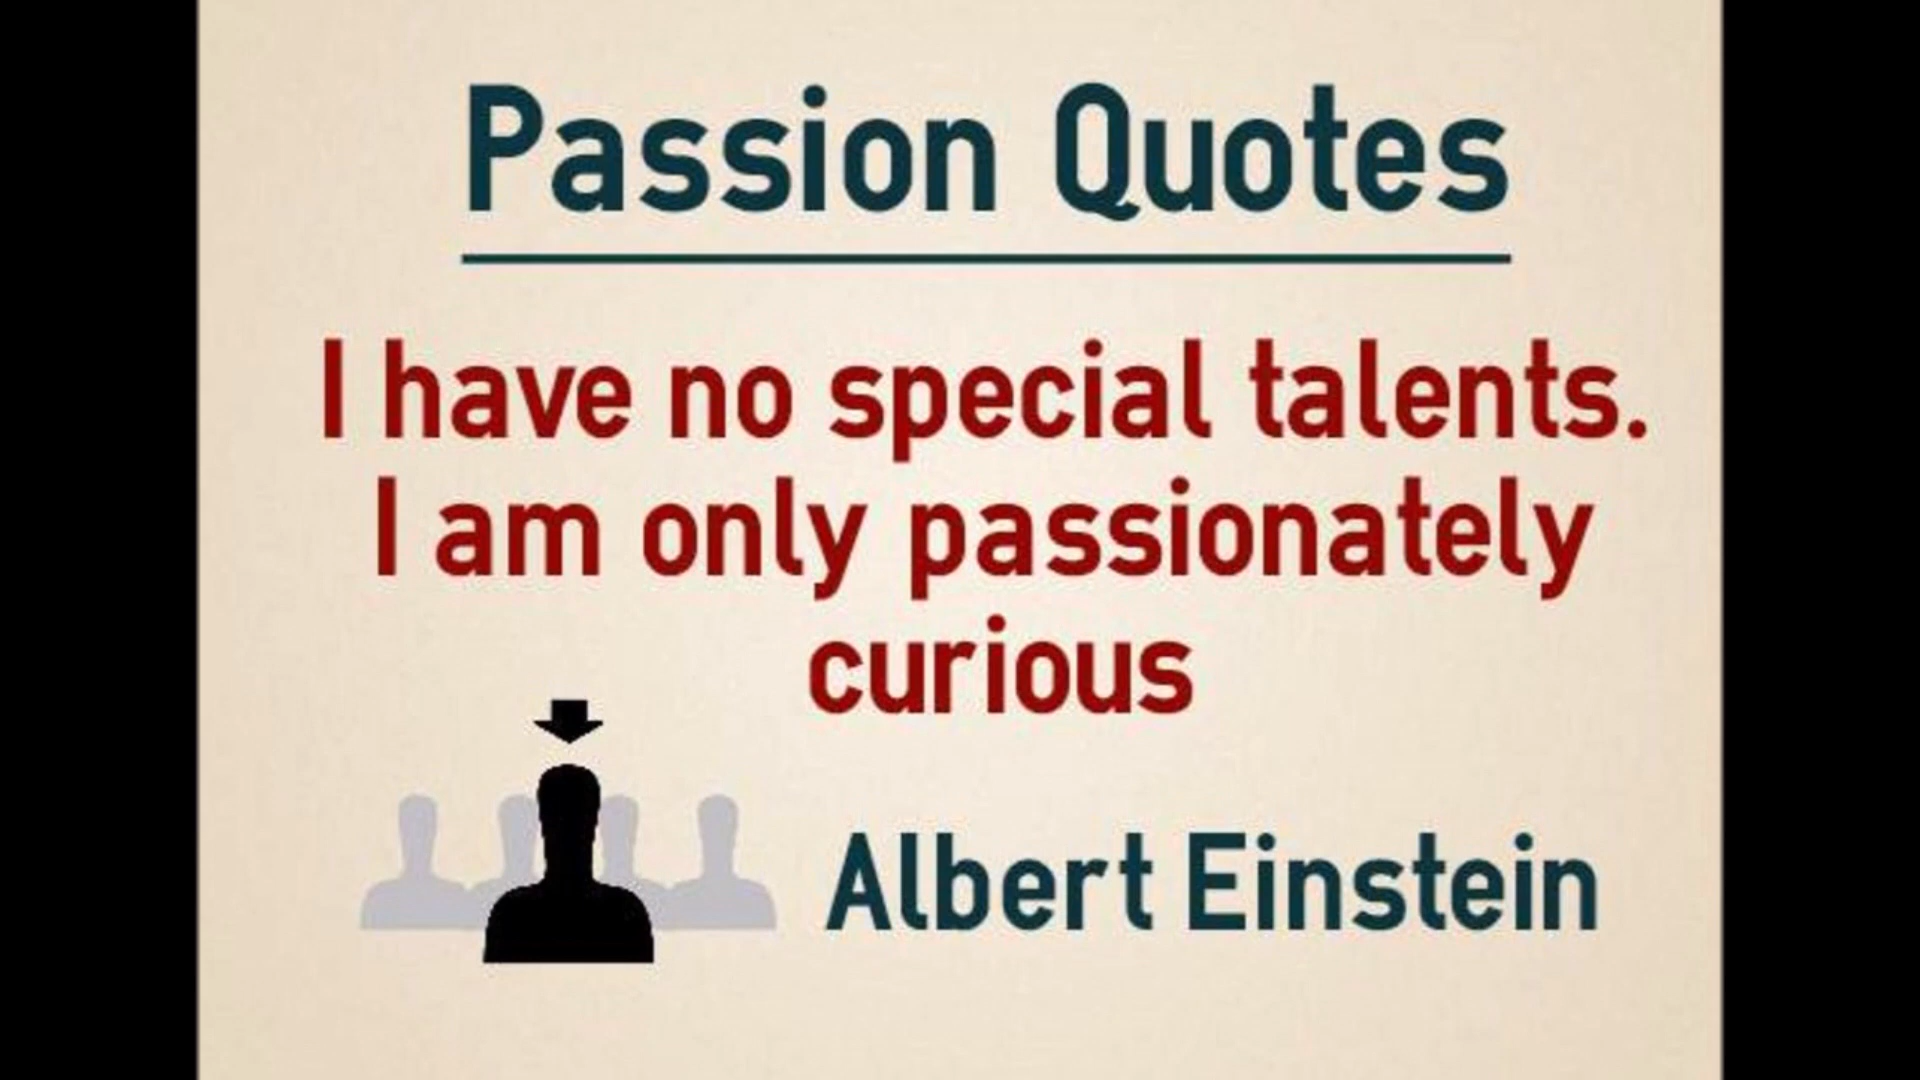 Passion Quotes
I have no special talents.
I am only passionately
curious
Albert Einstein